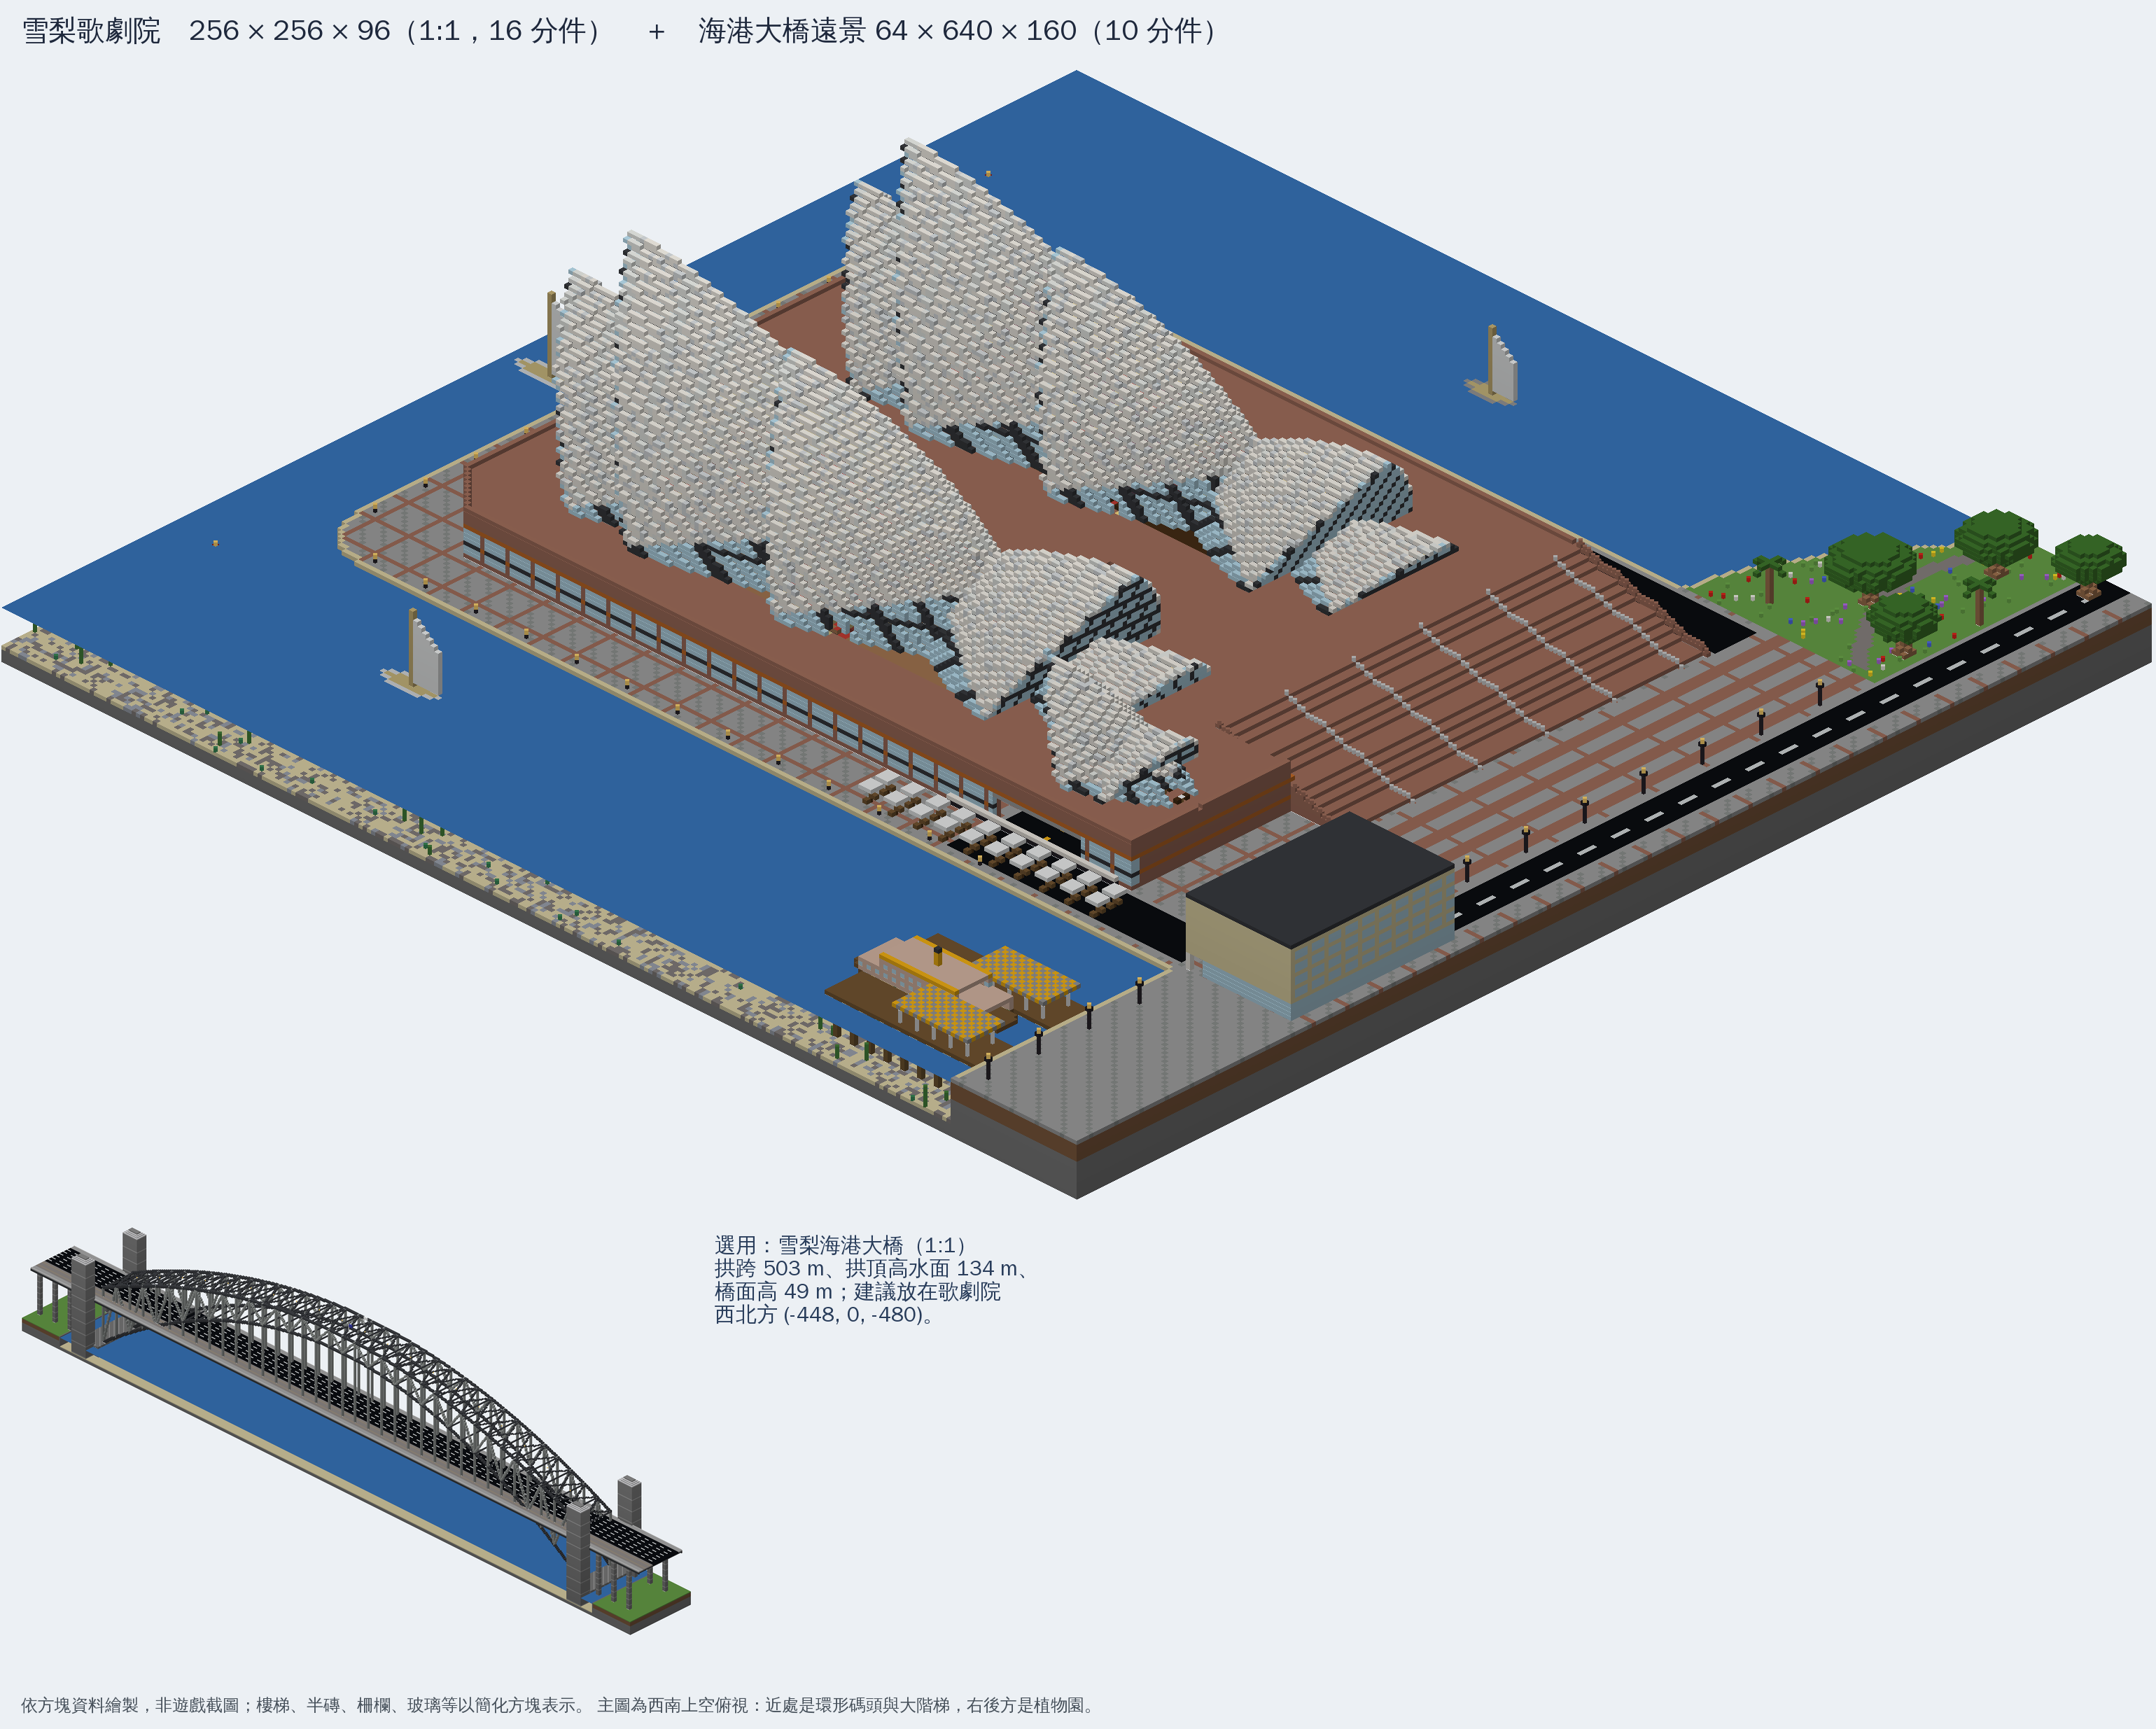 雪梨歌劇院　256 × 256 × 96（1:1，16 分件）　+　海港大橋遠景 64 × 640 × 160（10 分件）
選用：雪梨海港大橋（1:1）
拱跨 503 m、拱頂高水面 134 m、
橋面高 49 m；建議放在歌劇院
西北方 (-448, 0, -480)。
依方塊資料繪製，非遊戲截圖；樓梯、半磚、柵欄、玻璃等以簡化方塊表示。 主圖為西南上空俯視：近處是環形碼頭與大階梯，右後方是植物園。